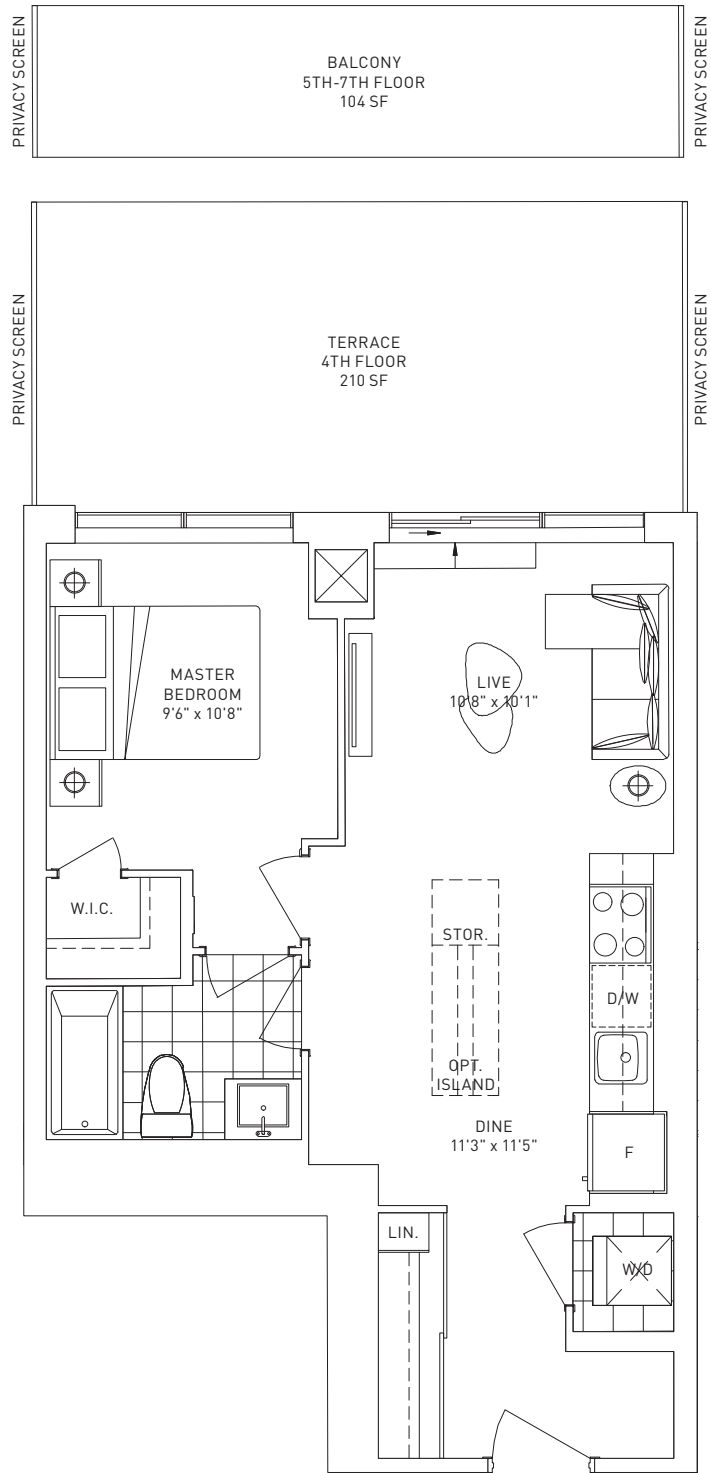 PRIVACY SCREEN
BALCONY
5TH-7TH FLOOR
104 SF
PRIVACY SCREEN
PRIVACY SCREEN
TERRACE
4TH FLOOR
210 SF
PRIVACY SCREEN
MASTER
BEDROOM
9'6" x 10'8"
LIVE
10'8" x 10'1"
W.I.C.
STOR.
D/W
OPT.
ISLAND
DINE
11'3" x 11'5"
F
LIN.
W/D